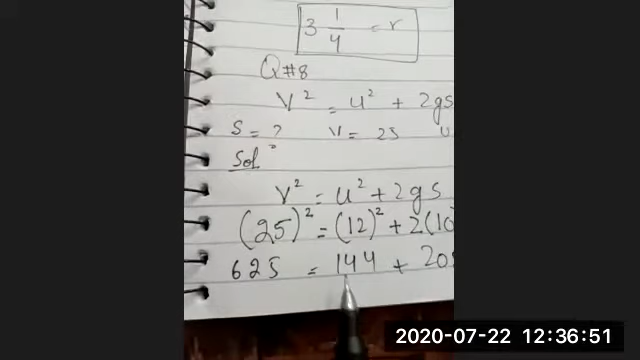 3 1/4 = r
Q#8
V² = u² + 2gs
S = ? V = 25 u
Sol²
V² = u² + 2gs
(25)² = (12)² + 2(10
625 = 144 + 20s
2020-07-22 12:36:51